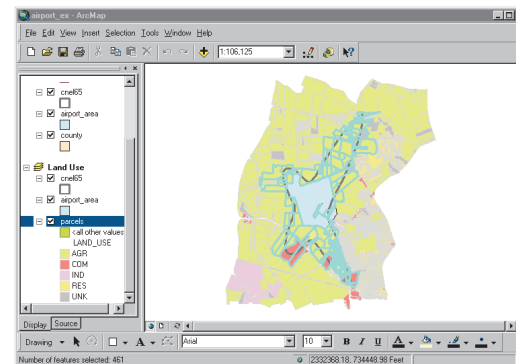 airport_ex - ArcMap
File Edit View Insert Selection Tools Window Help
1:106,125
cnel65
airport_area
county
Land Use
cnel65
airport_area
parcels
<all other values
LAND_USE
AGR
COM
IND
RES
UNK
Display Source
Drawing A Arial 10 B I U A
Number of features selected: 461 2332368.18, 734448.98 Feet